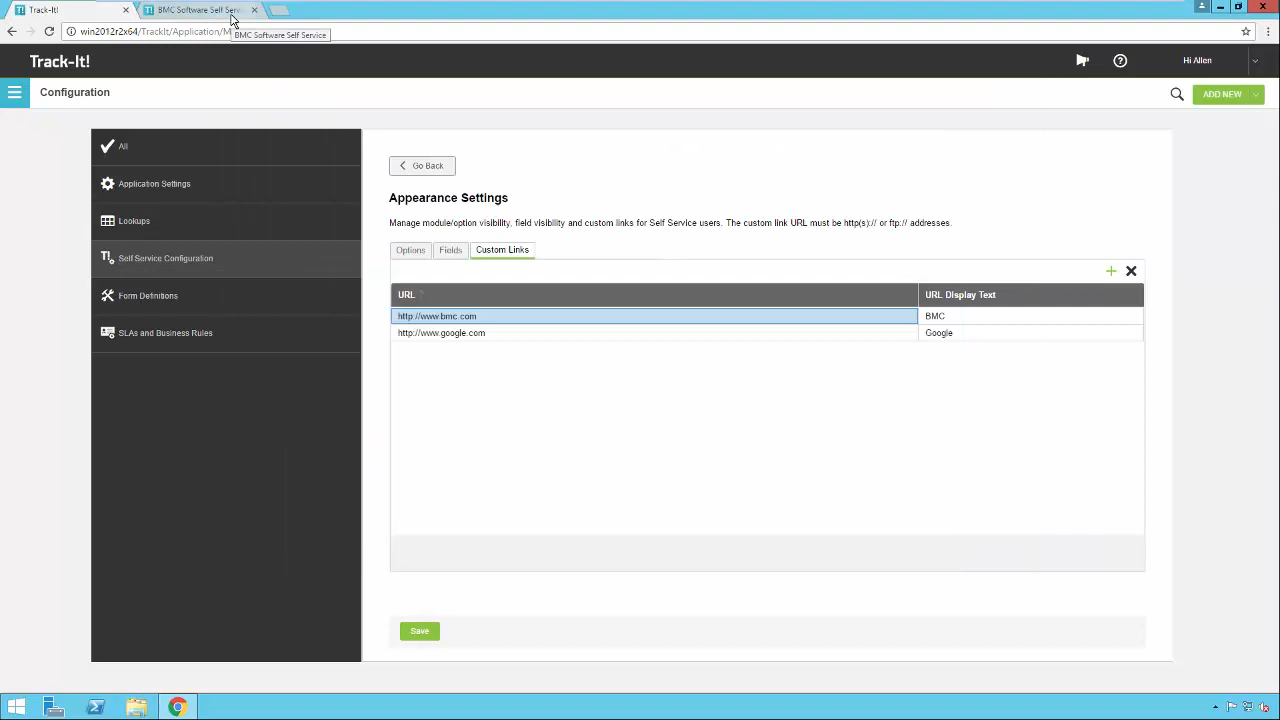 Track-It!
BMC Software Self Servi
win2012r2x64/TrackIt/Application/M
BMC Software Self Service
Track-It!
Hi Allen
Configuration
ADD NEW
All
Application Settings
Lookups
Self Service Configuration
Form Definitions
SLAs and Business Rules
Go Back
Appearance Settings
Manage module/option visibility, field visibility and custom links for Self Service users. The custom link URL must be http(s):// or ftp:// addresses.
Options Fields Custom Links
URL URL Display Text
http://www.bmc.com BMC
http://www.google.com Google
Save